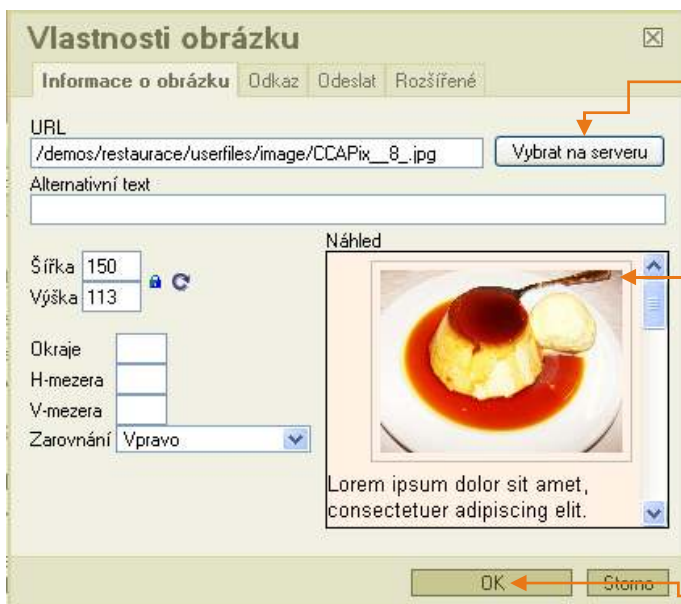 Vlastnosti obrázku
Informace o obrázku Odkaz Odeslat Rozšířené
URL
/demos/restaurace/userfiles/image/CCAPix__8_.jpg Vybrat na serveru
Alternativní text
Náhled
Šířka 150
Výška 113
Okraje
H-mezera
V-mezera
Zarovnání Vpravo
Lorem ipsum dolor sit amet,
consectetuer adipiscing elit.
OK Storno